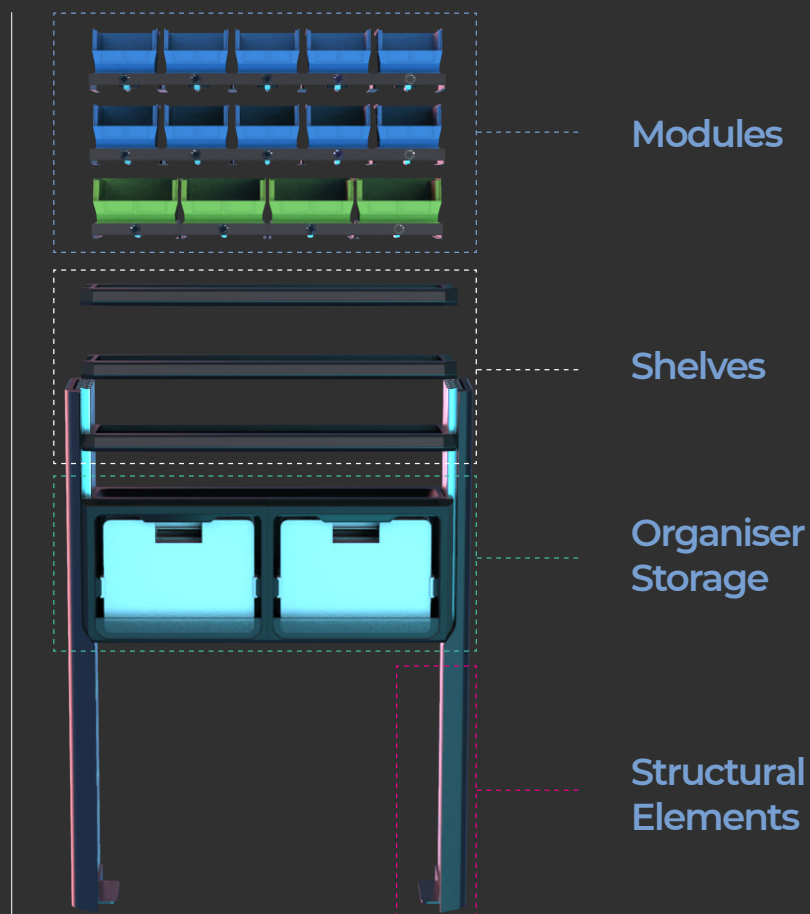 Modules
Shelves
Organiser
Storage
Structural
Elements